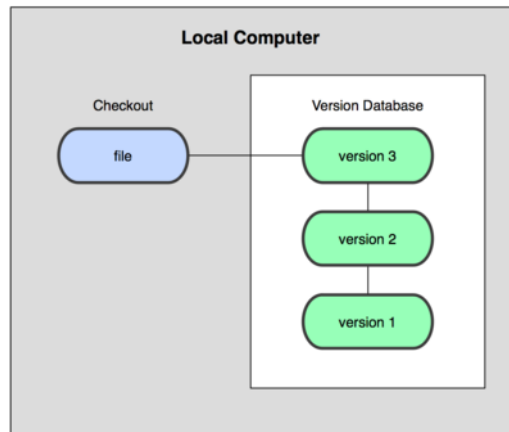 Local Computer
Checkout
Version Database
file
version 3
version 2
version 1